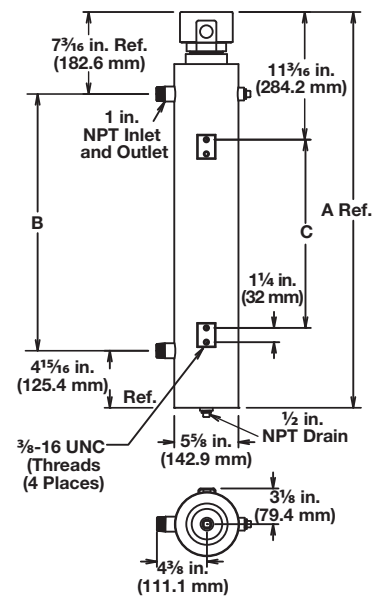 7³⁄₁₆ in. Ref.
(182.6 mm)
11³⁄₁₆ in.
(284.2 mm)
1 in.
NPT Inlet
and Outlet
A Ref.
B
C
1¼ in.
(32 mm)
4¹⁵⁄₁₆ in.
(125.4 mm)
Ref.
½ in.
NPT Drain
⅜-16 UNC
(Threads
(4 Places)
5⅝ in.
(142.9 mm)
3⅛ in.
(79.4 mm)
4⅜ in.
(111.1 mm)